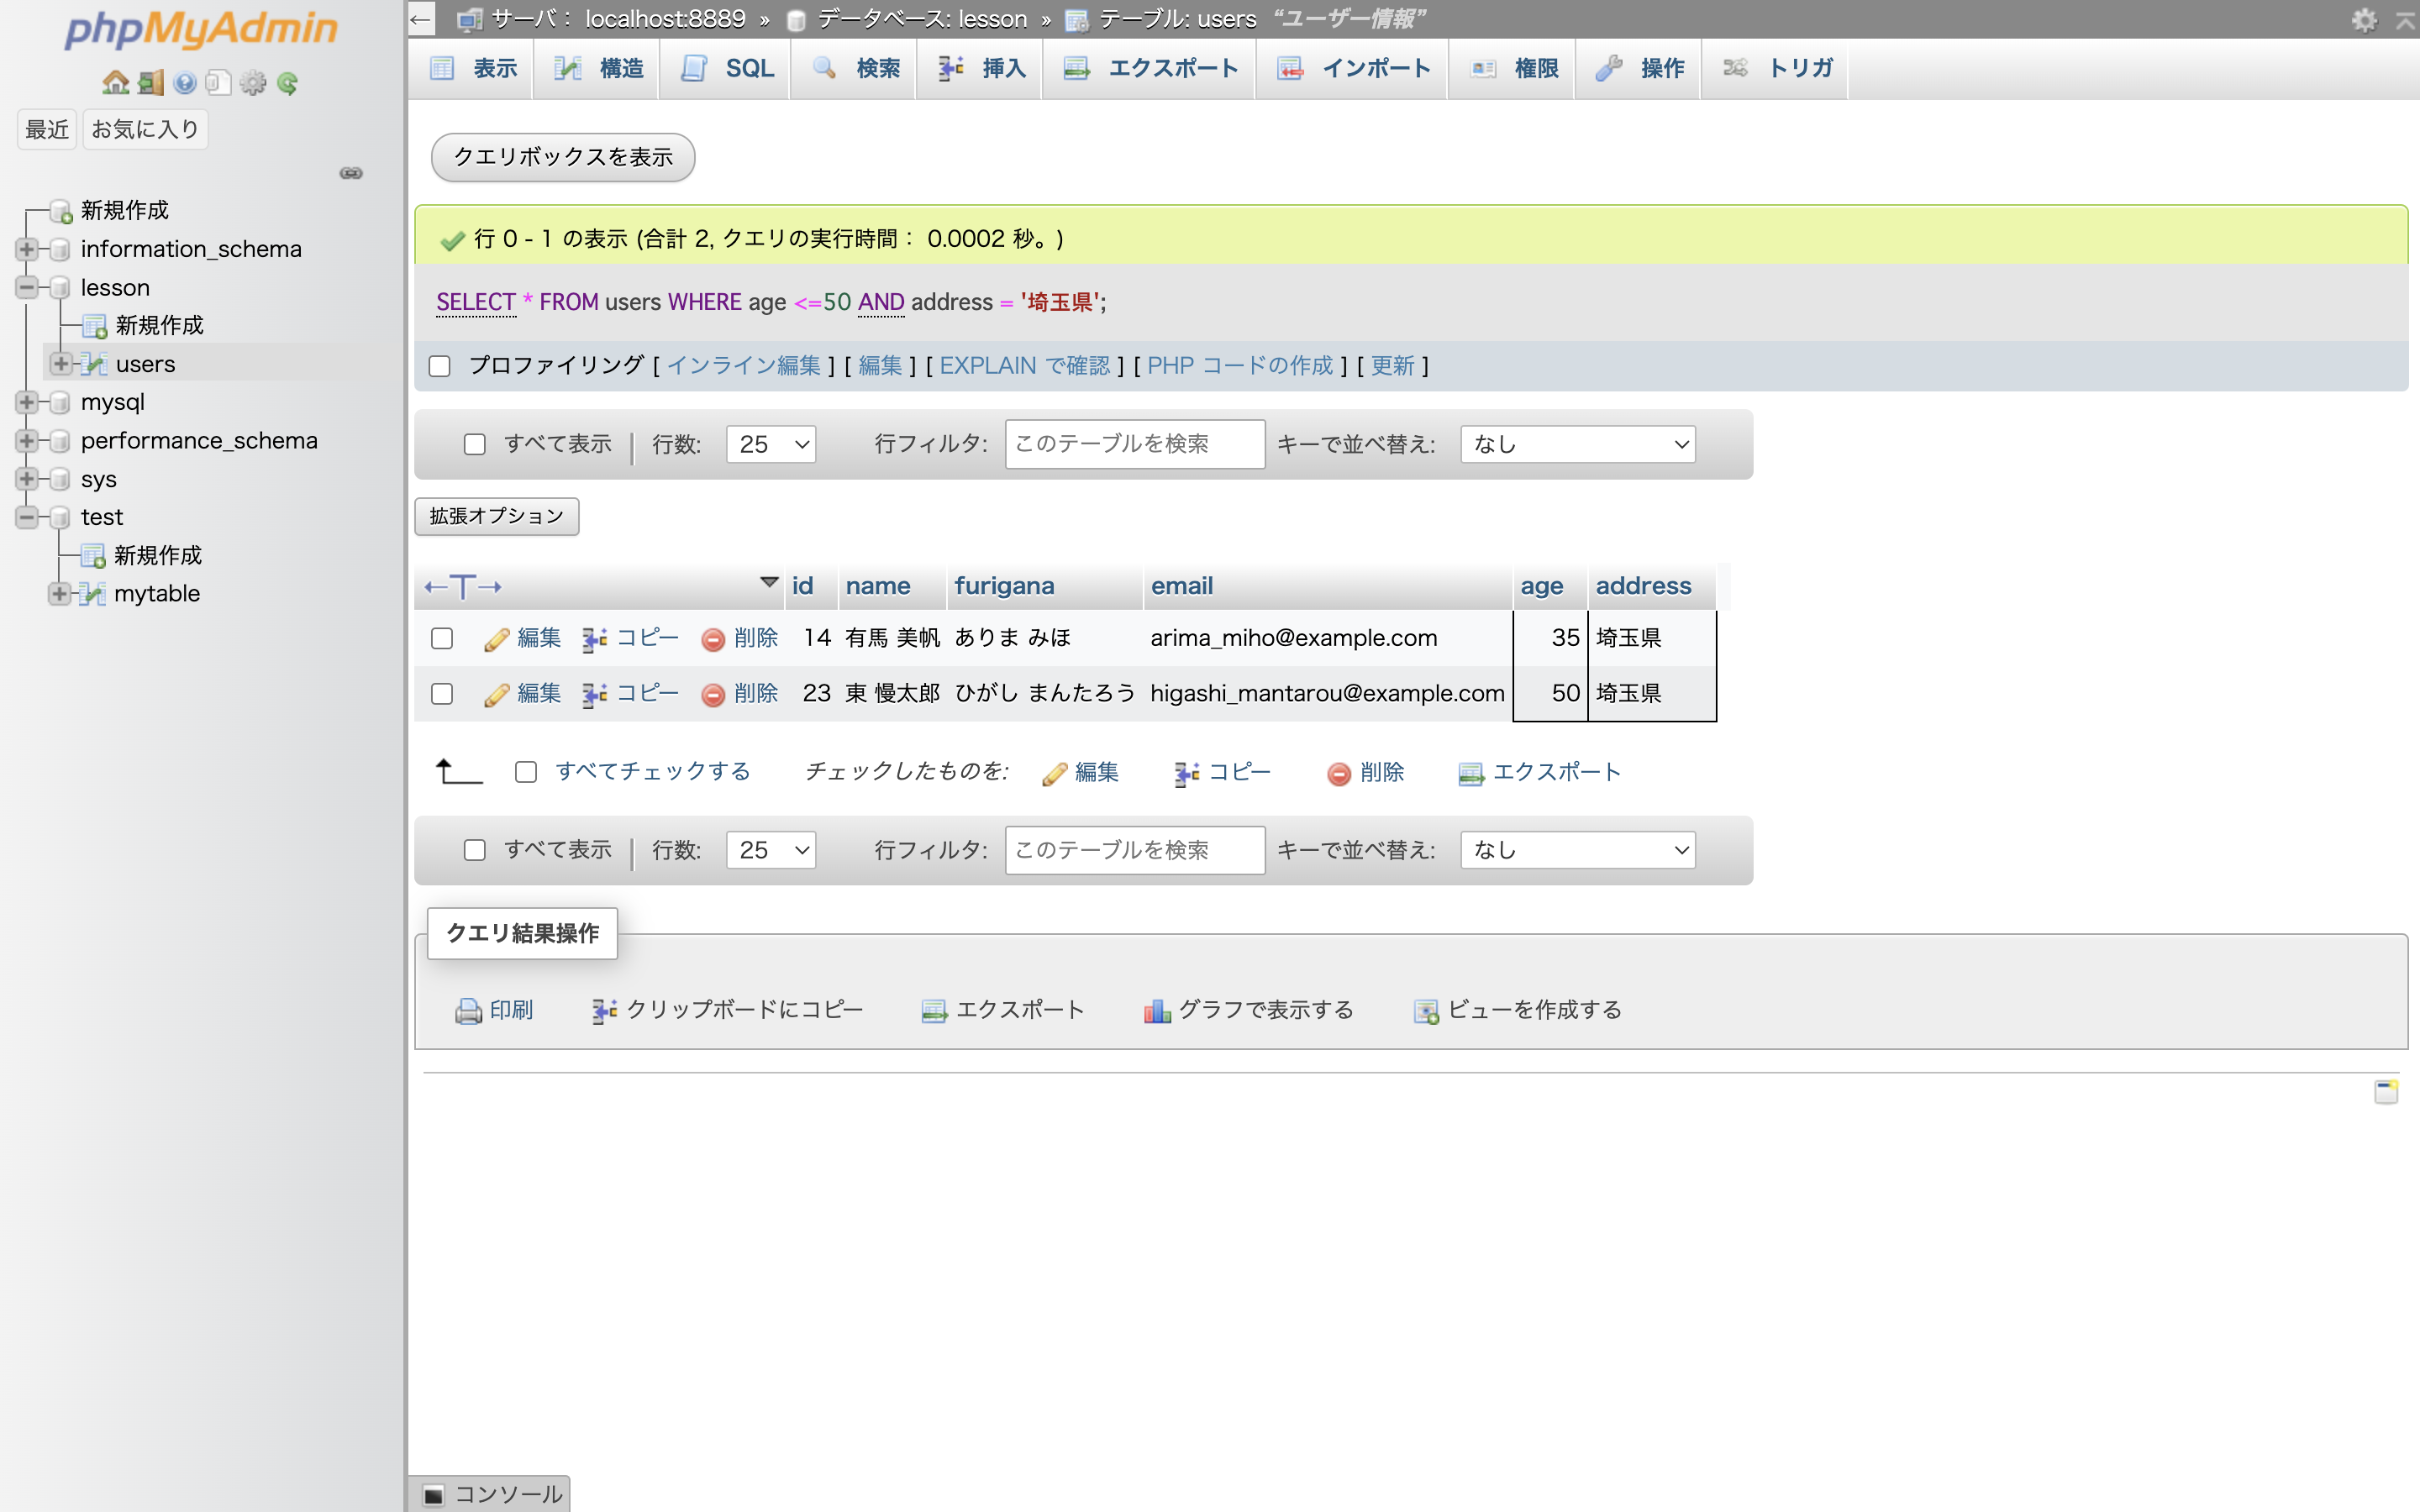 phpMyAdmin
最近 お気に入り
新規作成
information_schema
lesson
新規作成
users
mysql
performance_schema
sys
test
新規作成
mytable
← サーバ： localhost:8889 » データベース: lesson » テーブル: users “ユーザー情報”
表示 構造 SQL 検索 挿入 エクスポート インポート 権限 操作 トリガ
クエリボックスを表示
行 0 - 1 の表示 (合計 2, クエリの実行時間： 0.0002 秒。)
SELECT * FROM users WHERE age <=50 AND address = '埼玉県';
プロファイリング [ インライン編集 ] [ 編集 ] [ EXPLAIN で確認 ] [ PHP コードの作成 ] [ 更新 ]
すべて表示 | 行数: 25 行フィルタ: このテーブルを検索 キーで並べ替え: なし
拡張オプション
←T→ id name furigana email age address
編集 コピー 削除 14 有馬 美帆 ありま みほ arima_miho@example.com 35 埼玉県
編集 コピー 削除 23 東 慢太郎 ひがし まんたろう higashi_mantarou@example.com 50 埼玉県
すべてチェックする チェックしたものを: 編集 コピー 削除 エクスポート
すべて表示 | 行数: 25 行フィルタ: このテーブルを検索 キーで並べ替え: なし
クエリ結果操作
印刷 クリップボードにコピー エクスポート グラフで表示する ビューを作成する
コンソール